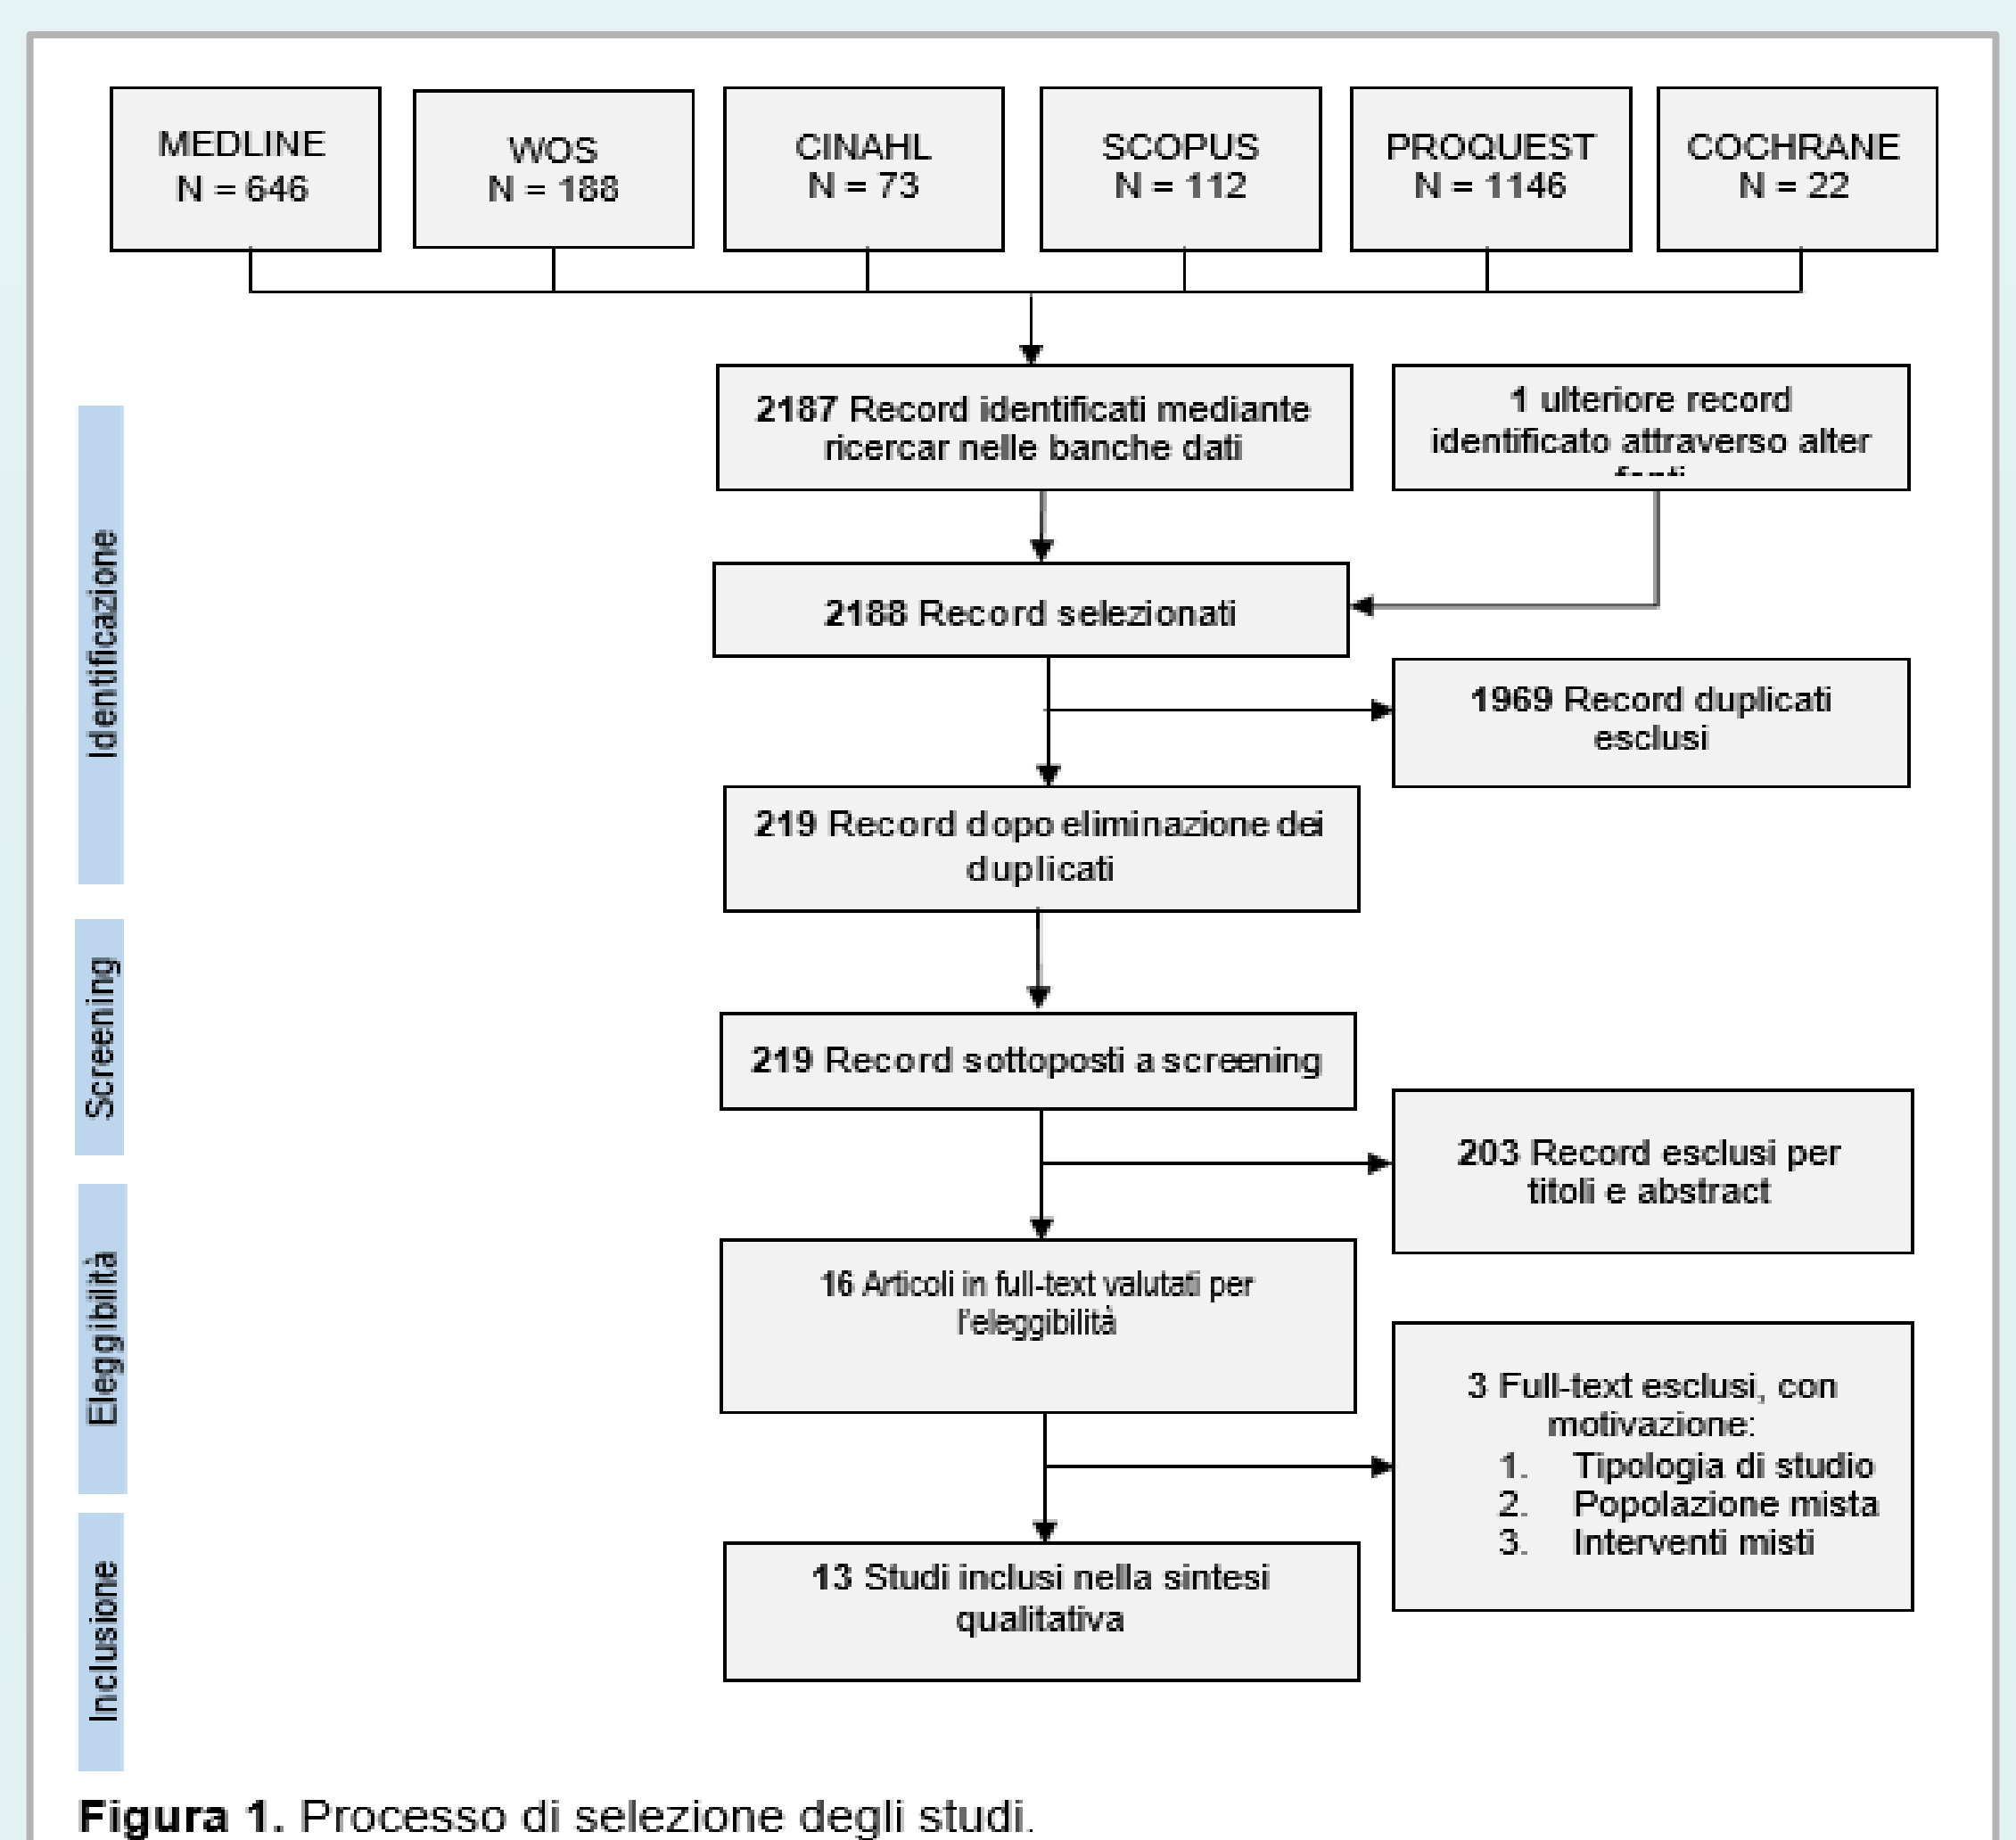 MEDLINE
N = 646
WOS
N = 188
CINAHL
N = 73
SCOPUS
N = 112
PROQUEST
N = 1146
COCHRANE
N = 22
Identificazione
2187 Record identificati mediante
ricercar nelle banche dati
1 ulteriore record
identificato attraverso alter
2188 Record selezionati
1969 Record duplicati
esclusi
219 Record dopo eliminazione dei
duplicati
Screening
219 Record sottoposti a screening
203 Record esclusi per
titoli e abstract
Eleggibilità
16 Articoli in full-text valutati per
l'eleggibilità
3 Full-text esclusi, con
motivazione:
1. Tipologia di studio
2. Popolazione mista
3. Interventi misti
Inclusione
13 Studi inclusi nella sintesi
qualitativa
Figura 1. Processo di selezione degli studi.